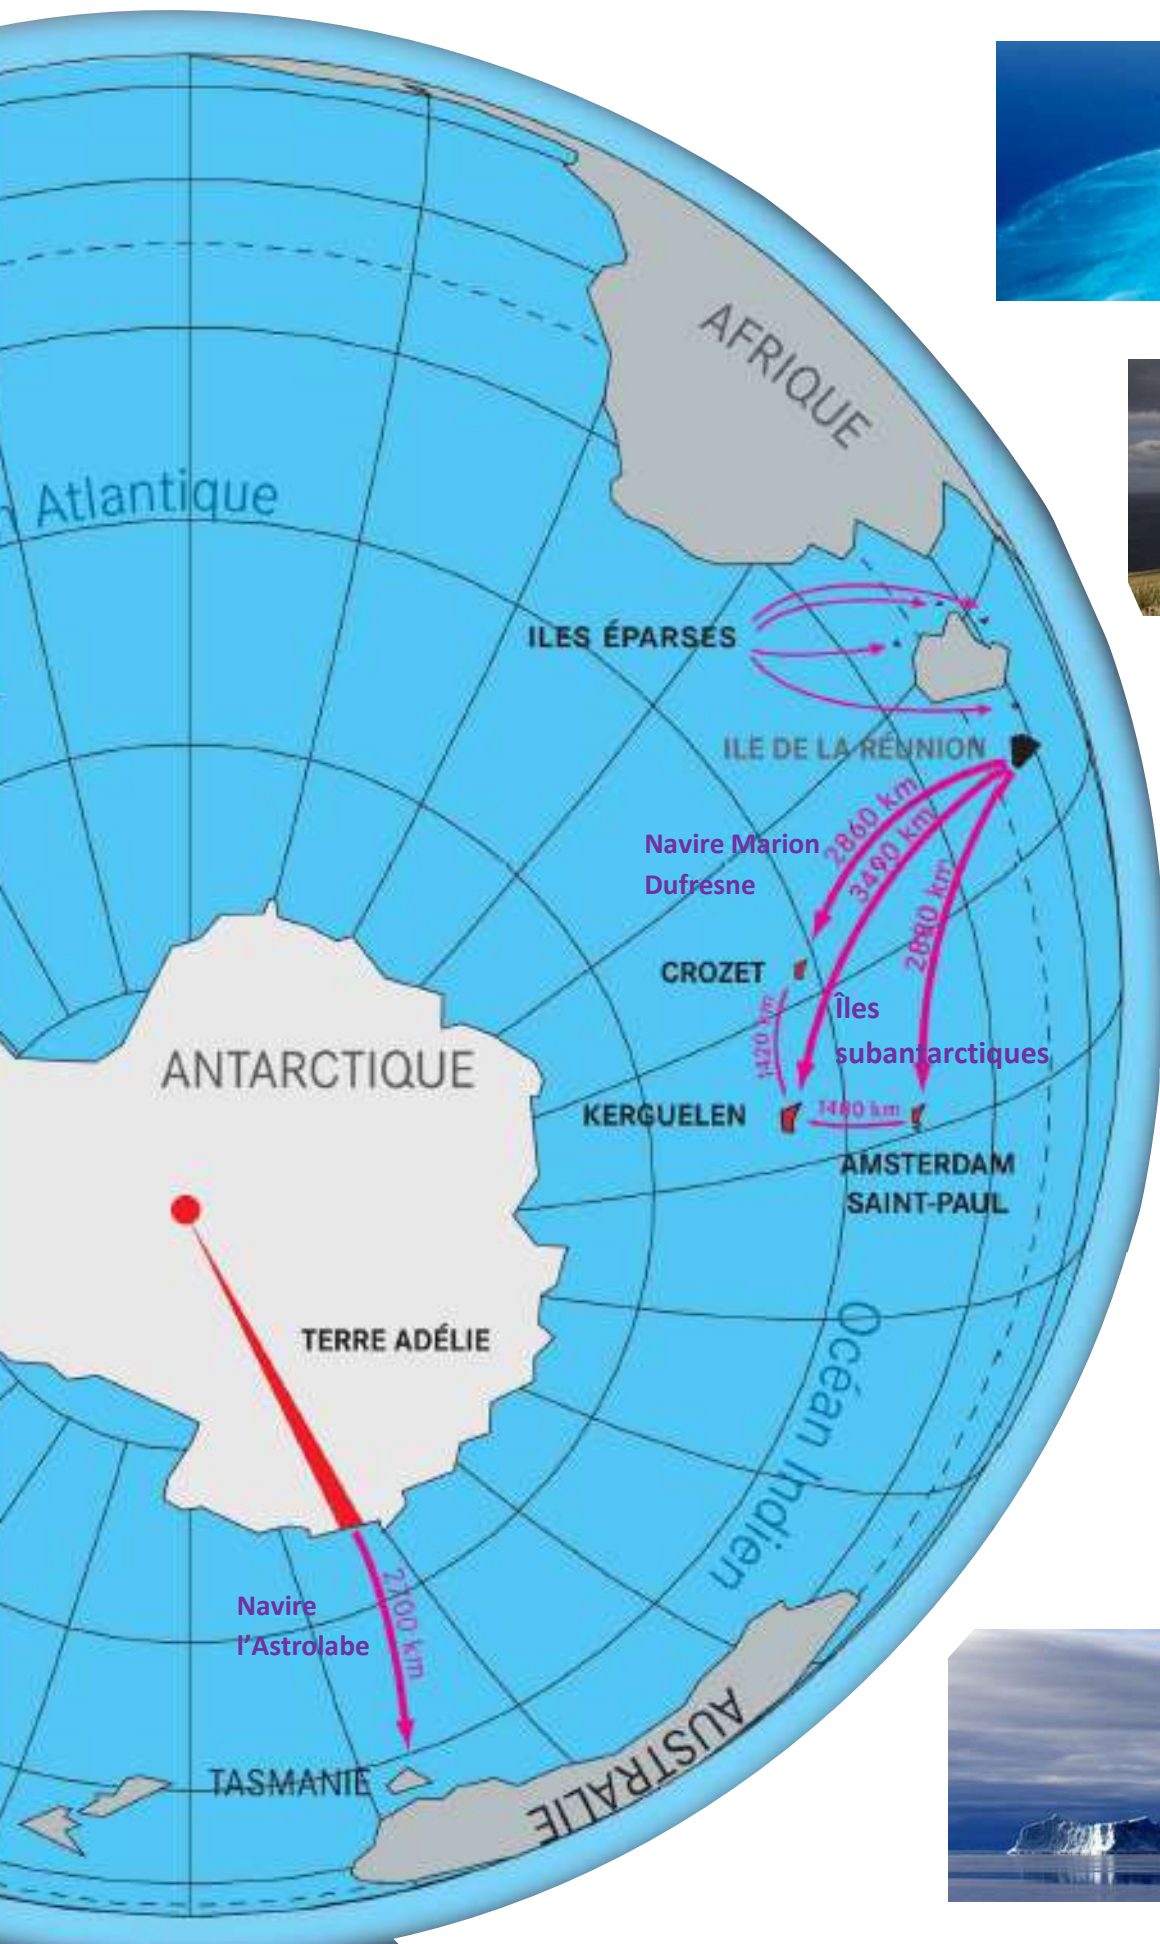 AFRIQUE
n Atlantique
ILES ÉPARSES
ILE DE LA RÉUNION
2860 km
3490 km
2880 km
Navire Marion
Dufresne
CROZET
Îles
subantarctiques
1420 km
ANTARCTIQUE
KERGUELEN
1480 km
AMSTERDAM
SAINT-PAUL
TERRE ADÉLIE
Océan Indien
Navire
l'Astrolabe
2700 km
TASMANIE
AUSTRALIE